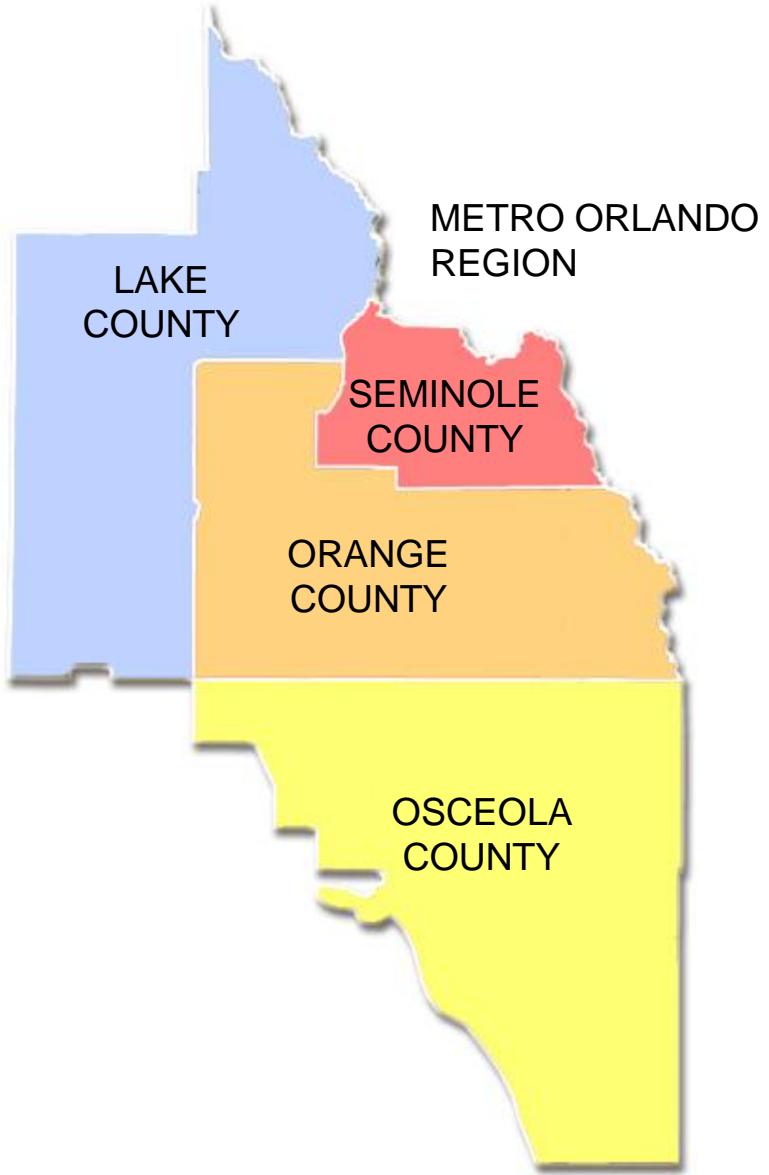 METRO ORLANDO
REGION
LAKE
COUNTY
SEMINOLE
COUNTY
ORANGE
COUNTY
OSCEOLA
COUNTY